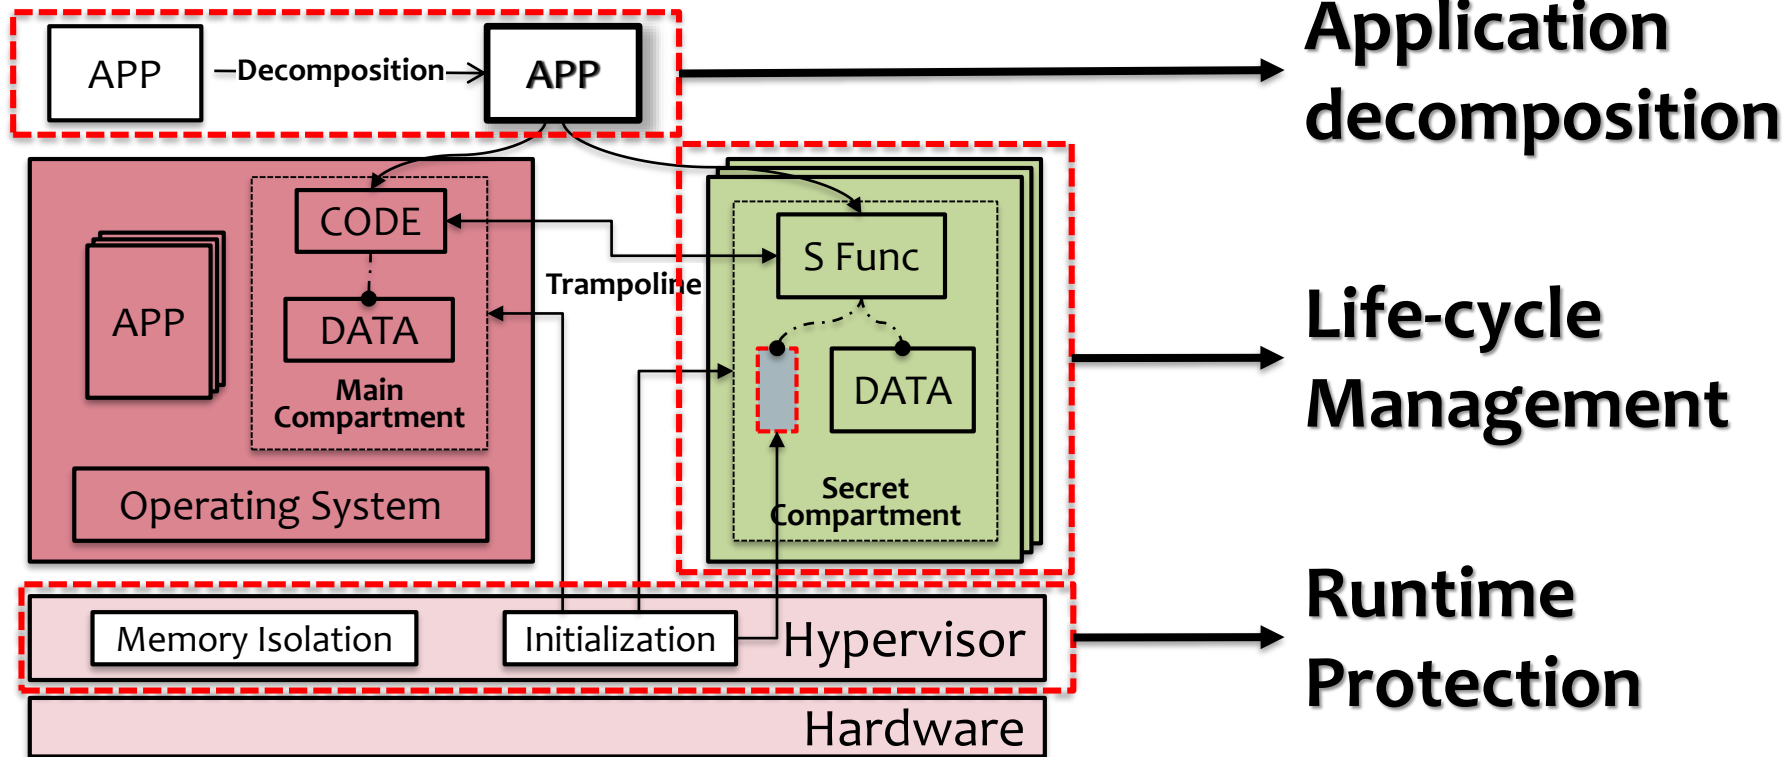 APP
Decomposition
APP
Application
decomposition
CODE
APP
DATA
Main
Compartment
Operating System
Trampoline
S Func
DATA
Secret
Compartment
Life-cycle
Management
Memory Isolation
Initialization
Hypervisor
Hardware
Runtime
Protection